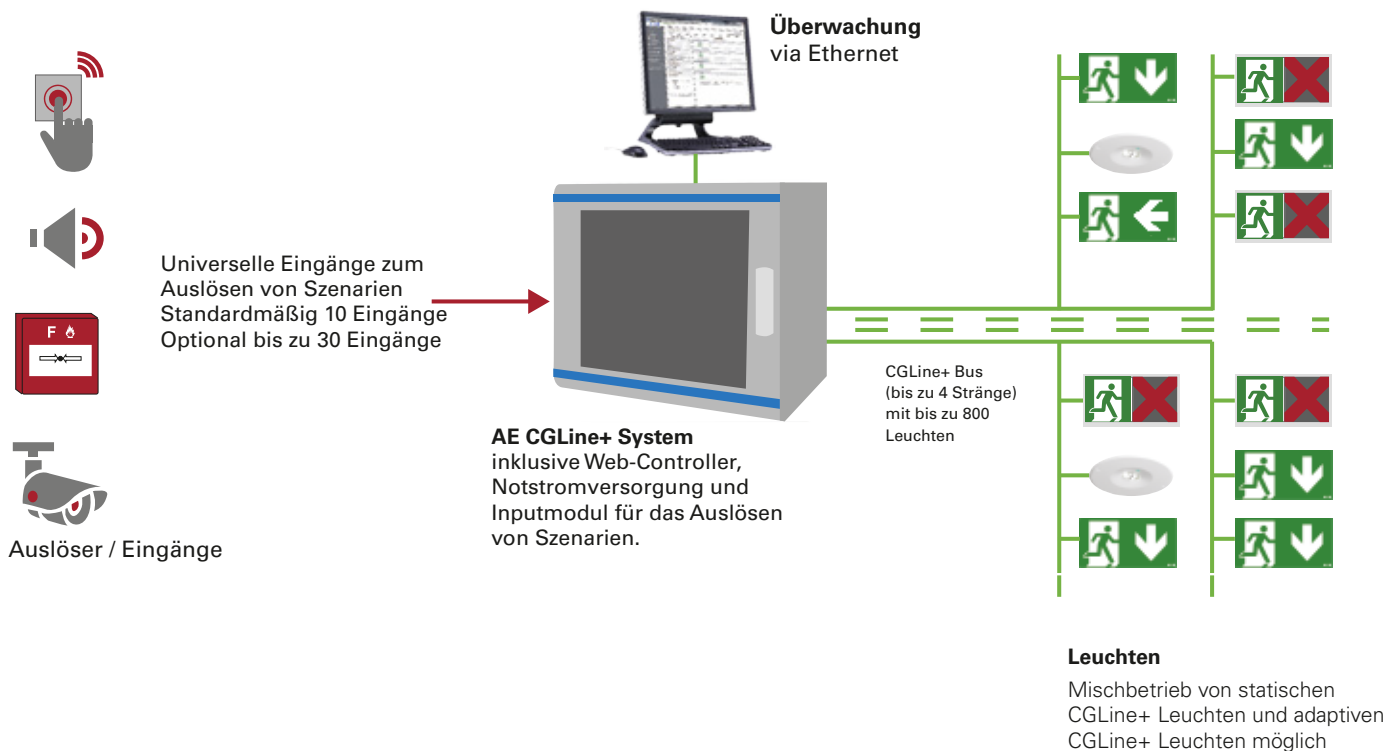 Überwachung
via Ethernet
Universelle Eingänge zum
Auslösen von Szenarien
Standardmäßig 10 Eingänge
Optional bis zu 30 Eingänge
F
CGLine+ Bus
(bis zu 4 Stränge)
mit bis zu 800
Leuchten
AE CGLine+ System
inklusive Web-Controller,
Notstromversorgung und
Inputmodul für das Auslösen
von Szenarien.
Auslöser / Eingänge
Leuchten
Mischbetrieb von statischen
CGLine+ Leuchten und adaptiven
CGLine+ Leuchten möglich